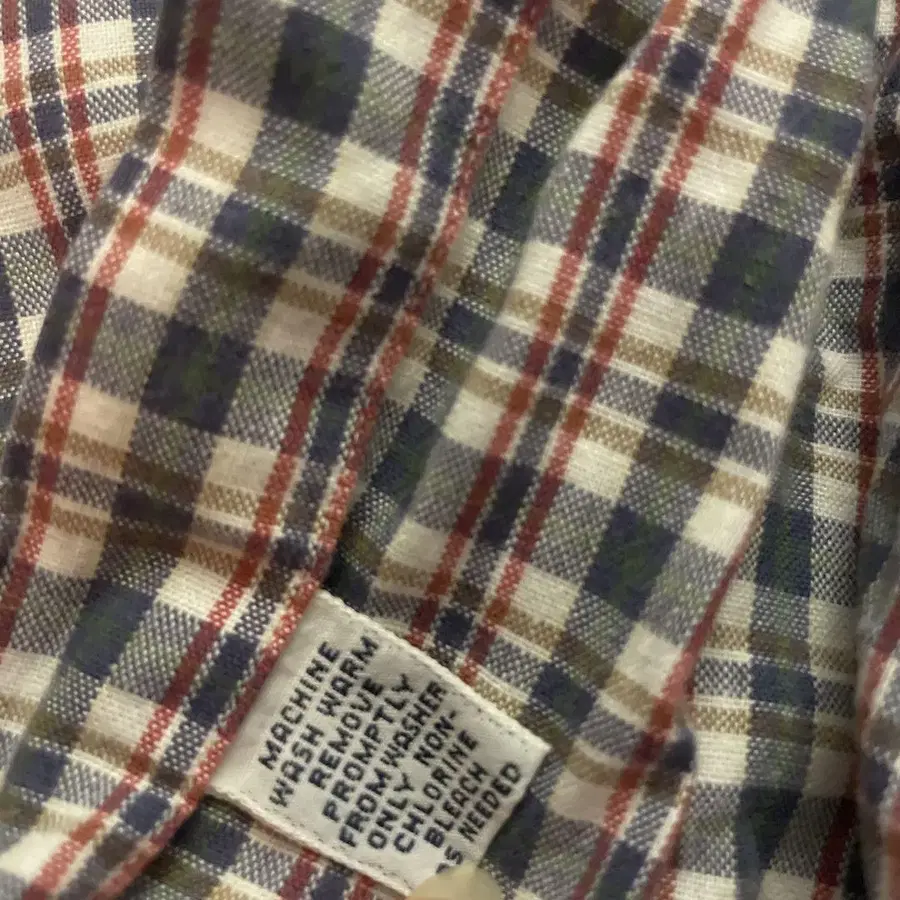 MACHINE
WASH WARM
REMOVE
PROMPTLY
FROM WASHER
ONLY NON-
CHLORINE
BLEACH
AS NEEDED